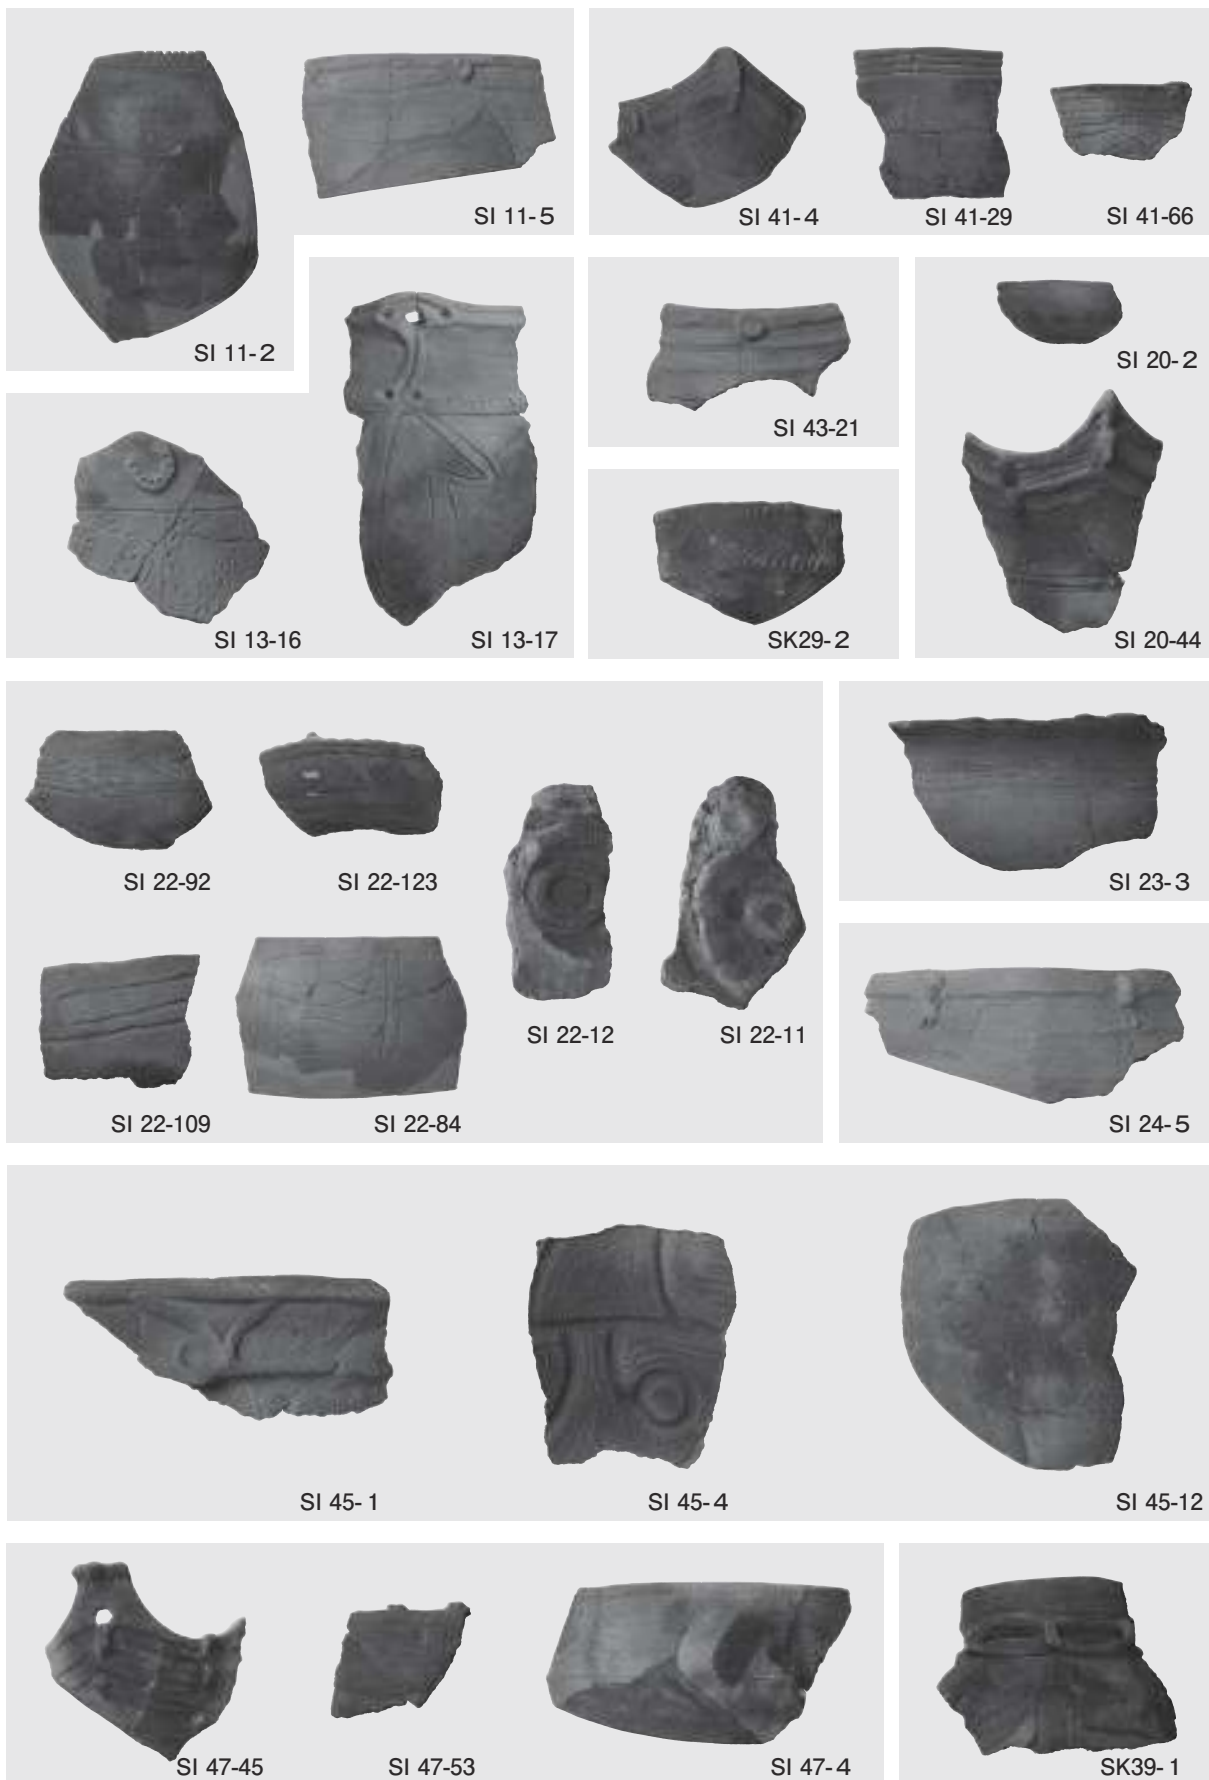 SI 11-5
SI 41-4
SI 41-29
SI 41-66
SI 11-2
SI 20-2
SI 43-21
SI 13-16
SI 13-17
SK29-2
SI 20-44
SI 22-92
SI 22-123
SI 23-3
SI 22-12
SI 22-11
SI 22-109
SI 22-84
SI 24-5
SI 45-1
SI 45-4
SI 45-12
SI 47-45
SI 47-53
SI 47-4
SK39-1